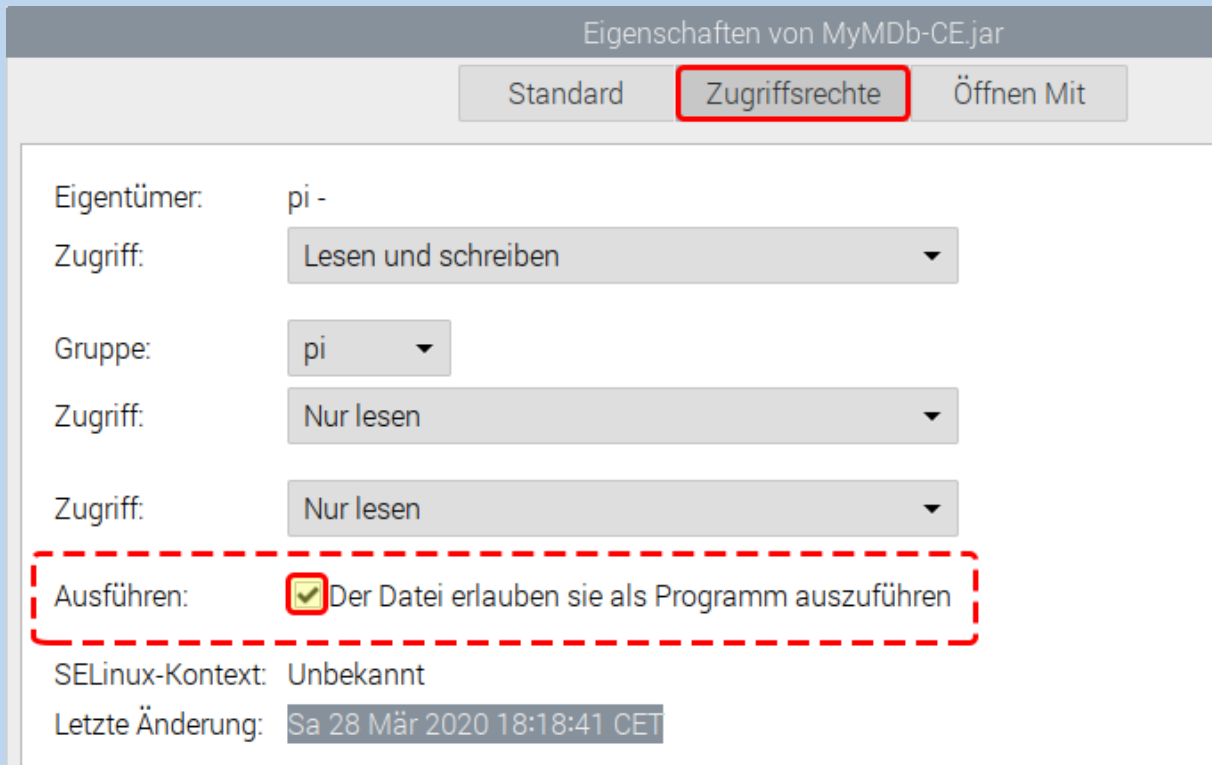 Eigenschaften von MyMDb-CE.jar
Standard Zugriffsrechte Öffnen Mit
Eigentümer: pi -
Zugriff: Lesen und schreiben
Gruppe: pi
Zugriff: Nur lesen
Zugriff: Nur lesen
Ausführen: Der Datei erlauben sie als Programm auszuführen
SELinux-Kontext: Unbekannt
Letzte Änderung: Sa 28 Mär 2020 18:18:41 CET